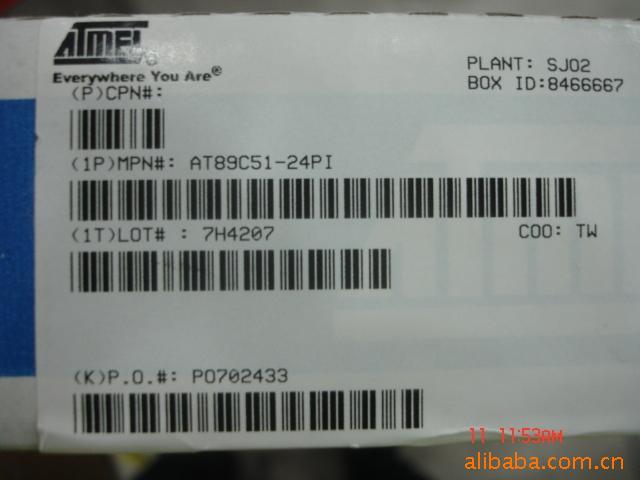 ATMEL
Everywhere You Are®
PLANT: SJ02
BOX ID:8466667
(P)CPN#:
(1P)MPN#: AT89C51-24PI
(1T)LOT# : 7H4207
COO: TW
(K)P.O.#: PO702433
11 11:53AM
alibaba.com.cn